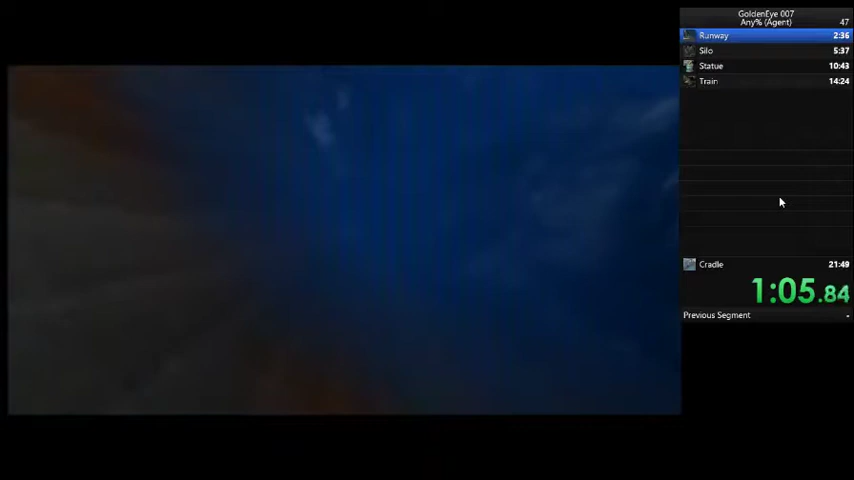 GoldenEye 007
Any% (Agent) 47
Runway 2:36
Silo 5:37
Statue 10:43
Train 14:24
Cradle 21:49
1:05.84
Previous Segment -